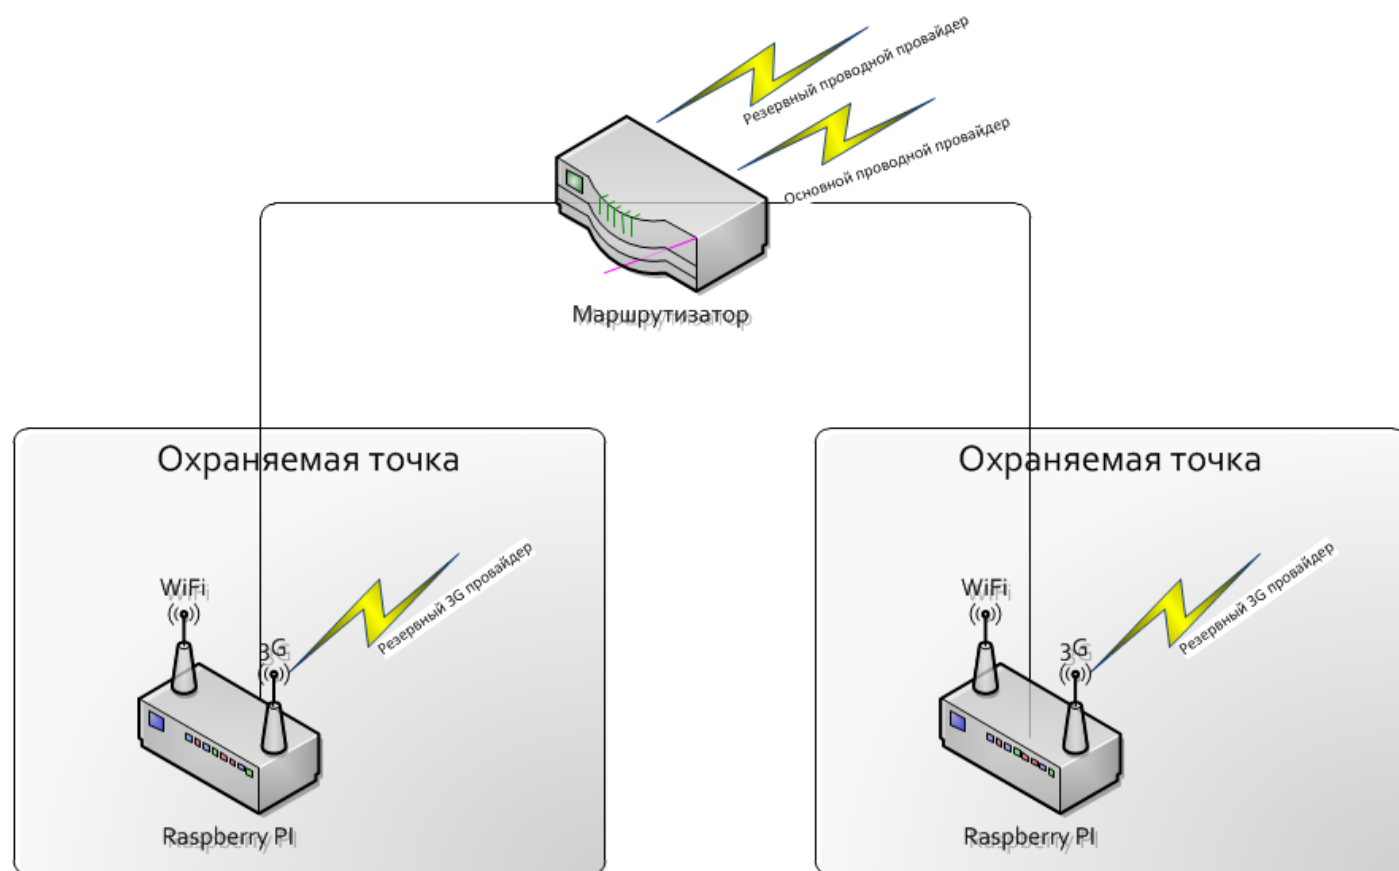 Резервный проводной провайдер
Основной проводной провайдер
Маршрутизатор
Охраняемая точка
WiFi
3G
Резервный 3G провайдер
Raspberry PI
Охраняемая точка
WiFi
3G
Резервный 3G провайдер
Raspberry PI